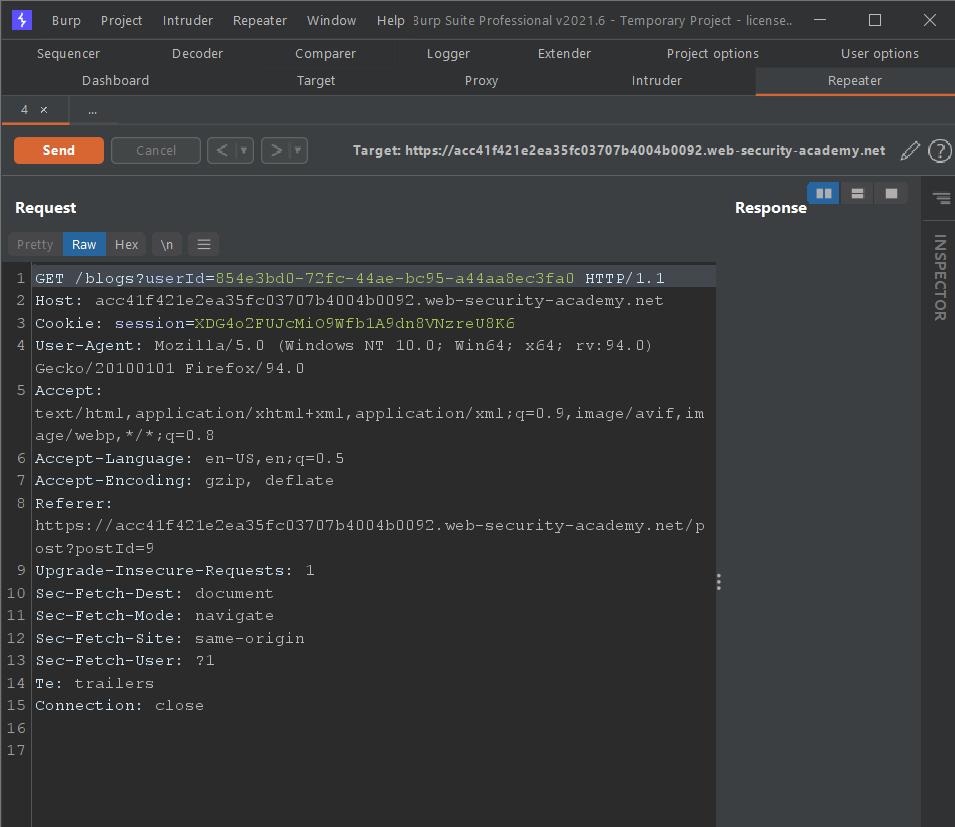 Burp Project Intruder Repeater Window Help Burp Suite Professional v2021.6 - Temporary Project - license..
Sequencer Decoder Comparer Logger Extender Project options User options
Dashboard Target Proxy Intruder Repeater
4 × ...
Send Cancel < > Target: https://acc41f421e2ea35fc03707b4004b0092.web-security-academy.net ?
Request
Response
Pretty Raw Hex \n
INSPECTOR
1 GET /blogs?userId=854e3bd0-72fc-44ae-bc95-a44aa8ec3fa0 HTTP/1.1
2 Host: acc41f421e2ea35fc03707b4004b0092.web-security-academy.net
3 Cookie: session=XDG4o2FUJcMiO9Wfb1A9dn8VNzreU8K6
4 User-Agent: Mozilla/5.0 (Windows NT 10.0; Win64; x64; rv:94.0)
Gecko/20100101 Firefox/94.0
5 Accept:
text/html,application/xhtml+xml,application/xml;q=0.9,image/avif,im
age/webp,*/*;q=0.8
6 Accept-Language: en-US,en;q=0.5
7 Accept-Encoding: gzip, deflate
8 Referer:
https://acc41f421e2ea35fc03707b4004b0092.web-security-academy.net/p
ost?postId=9
9 Upgrade-Insecure-Requests: 1
10 Sec-Fetch-Dest: document
11 Sec-Fetch-Mode: navigate
12 Sec-Fetch-Site: same-origin
13 Sec-Fetch-User: ?1
14 Te: trailers
15 Connection: close
16
17